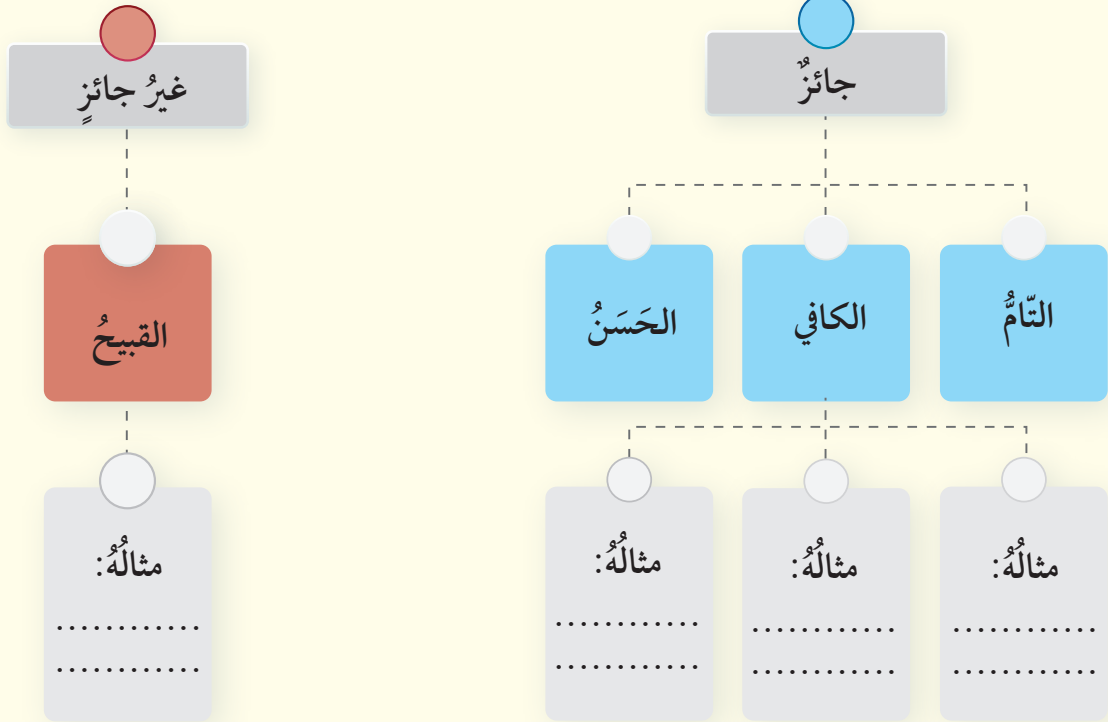 جائزٌ
غيرُ جائزٍ
التّامُّ
الكافي
الحَسَنُ
القبيحُ
مثالُهُ:
............
............
مثالُهُ:
............
............
مثالُهُ:
............
............
مثالُهُ:
............
............